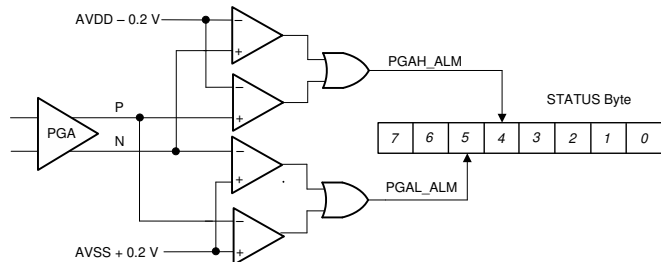 AVDD – 0.2 V
−
+
PGAH_ALM
−
+
STATUS Byte
P
PGA
7 6 5 4 3 2 1 0
N
−
+
PGAL_ALM
−
AVSS + 0.2 V
+